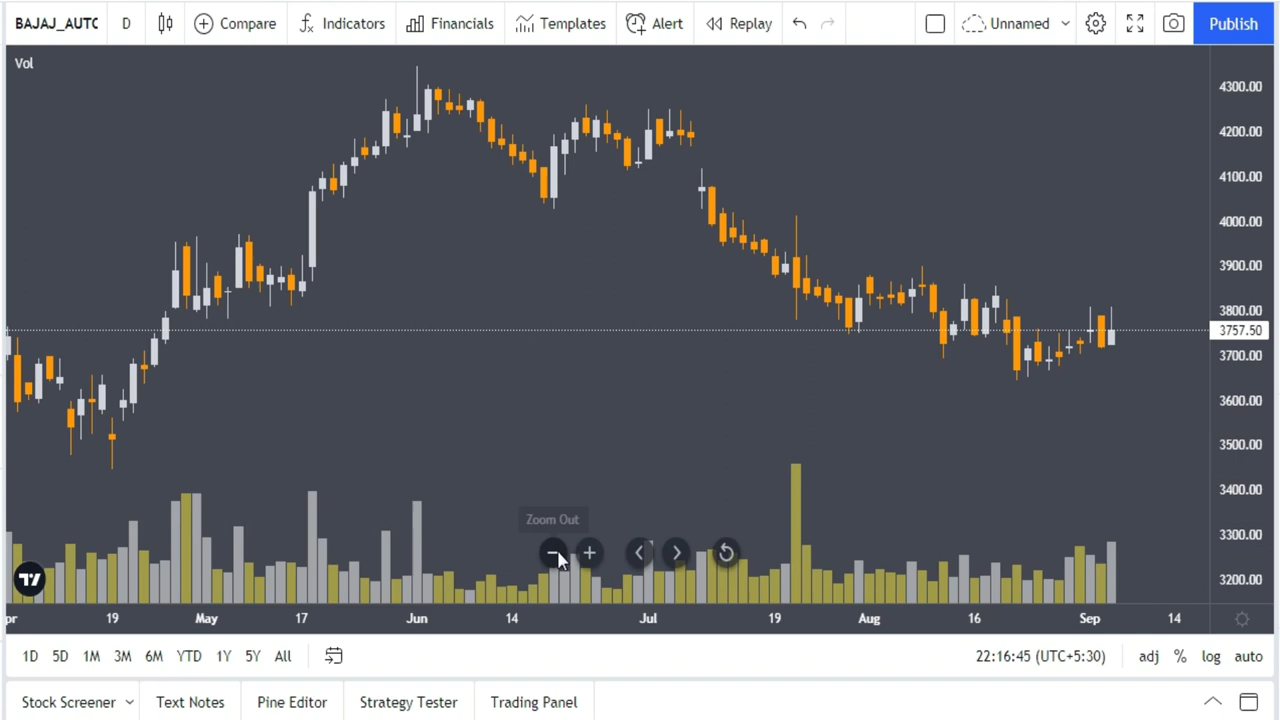 BAJAJ_AUTO D Compare Indicators Financials Templates Alert Replay Unnamed Publish
Vol
4300.00
4200.00
4100.00
4000.00
3900.00
3800.00
3757.50
3700.00
3600.00
3500.00
3400.00
3300.00
3200.00
Zoom Out
19 May 17 Jun 14 Jul 19 Aug 16 Sep 14
1D 5D 1M 3M 6M YTD 1Y 5Y All 22:16:45 (UTC+5:30) adj % log auto
Stock Screener Text Notes Pine Editor Strategy Tester Trading Panel